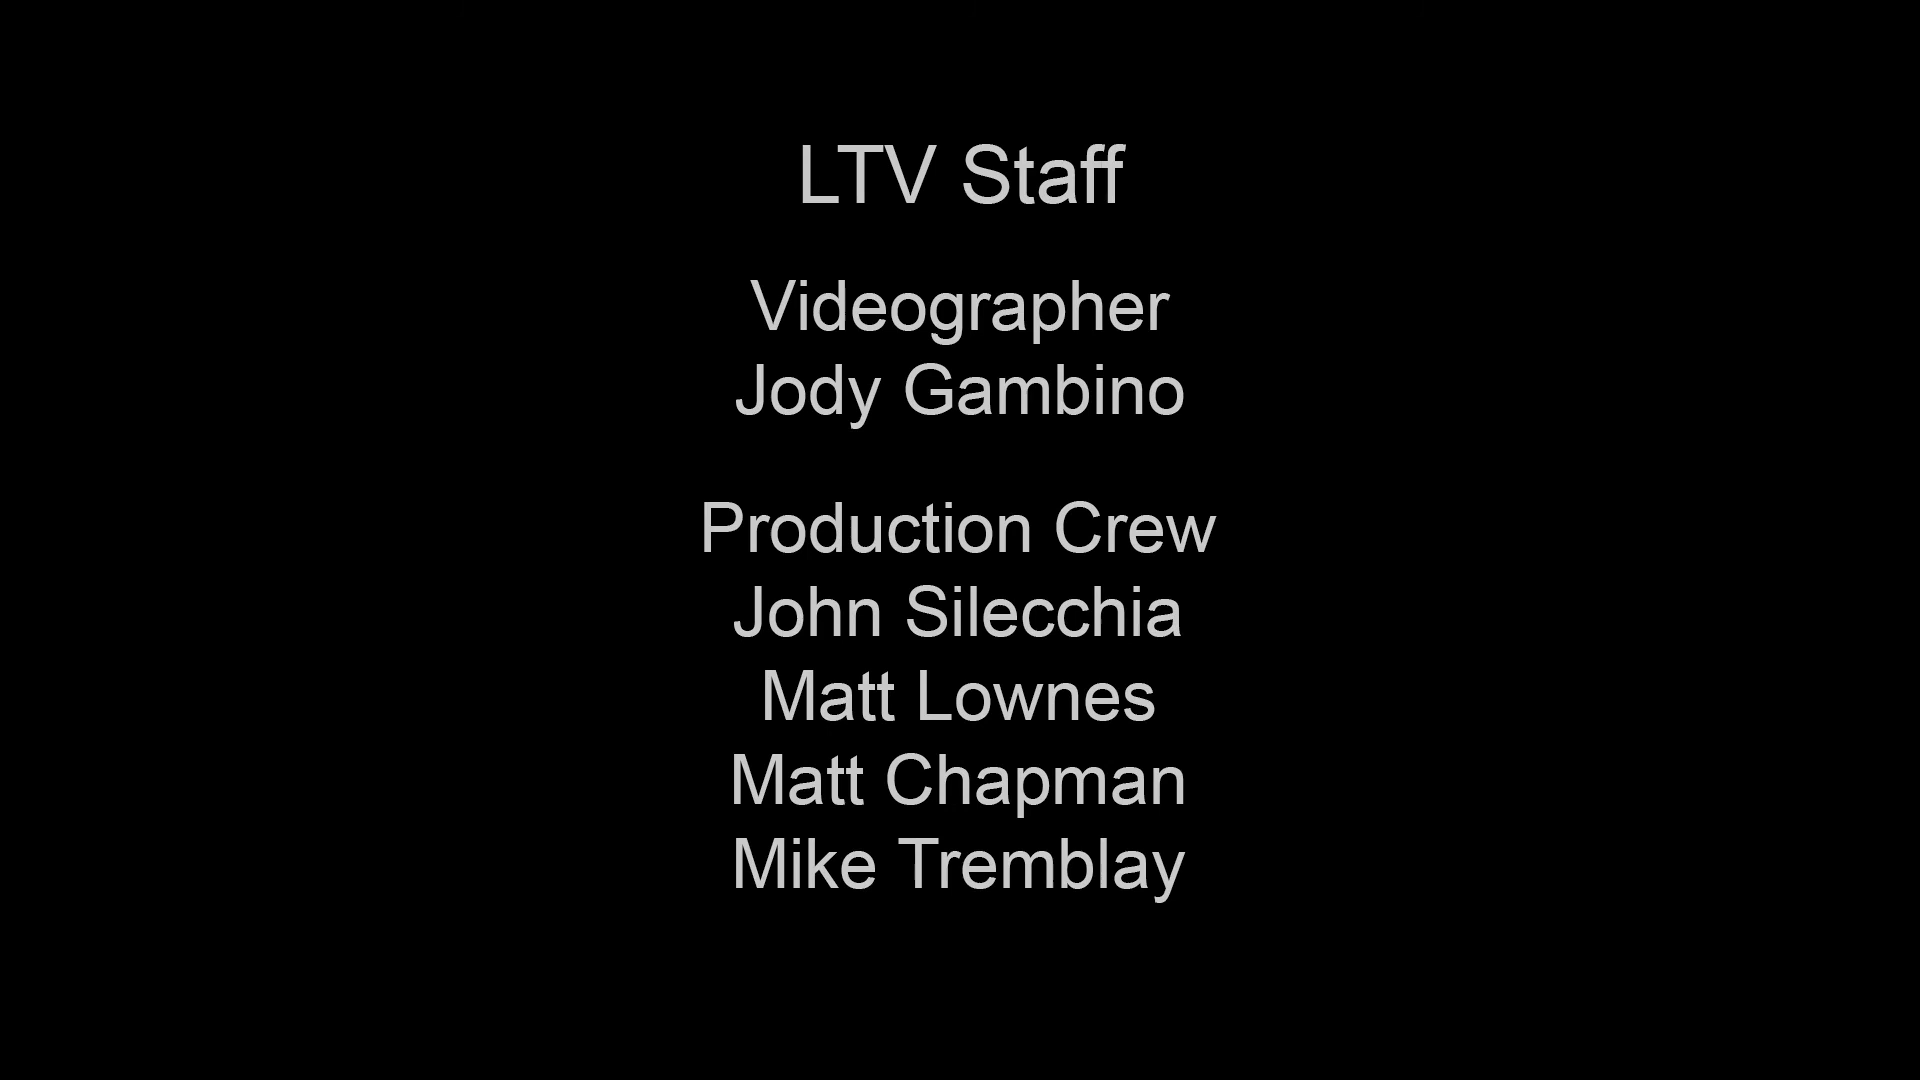 LTV Staff
Videographer
Jody Gambino
Production Crew
John Silecchia
Matt Lownes
Matt Chapman
Mike Tremblay